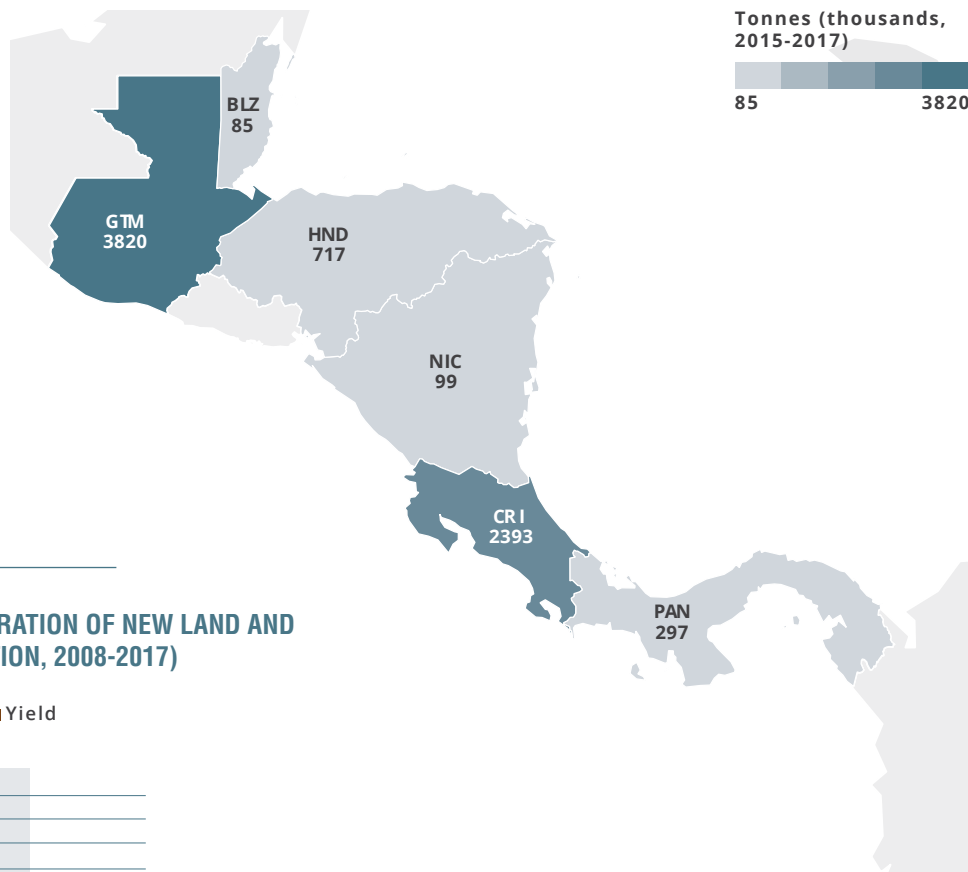 Tonnes (thousands,
2015-2017)
85 3820
BLZ
85
GTM
3820
HND
717
NIC
99
CRI
2393
PAN
297
RATION OF NEW LAND AND
ION, 2008-2017)
Yield